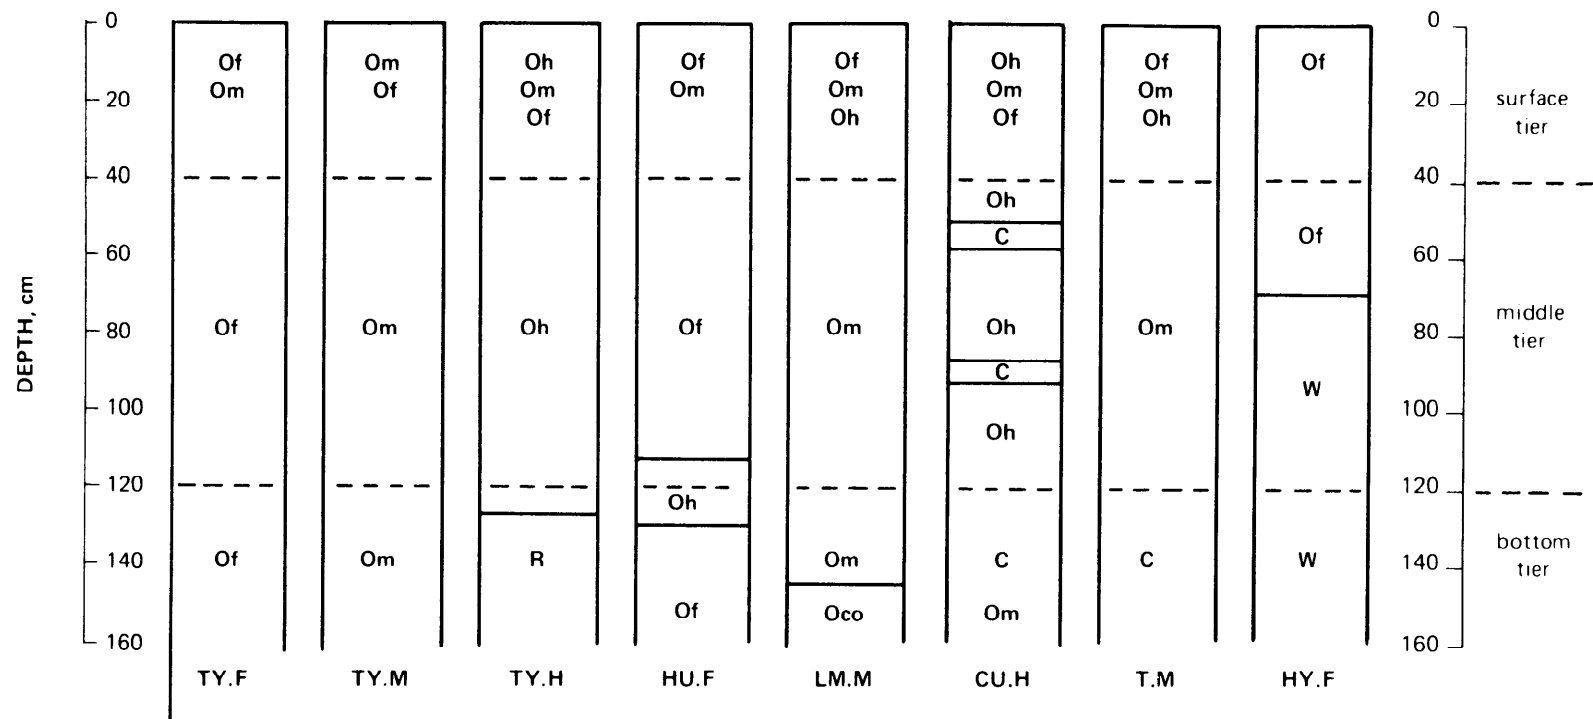 0 0
Of Om Oh Of Of Oh Of Of
Om Of Om Om Om Om Om
20 Of Oh Of Oh 20 surface
tier
40 40
Oh
C Of
60 60
Of Om Oh Of Om Oh Om middle
80 80 tier
DEPTH, cm
C
W
100 100
Oh
120 120
Oh
140 Of Om R Om C C W 140 bottom
tier
Of Oco Om
160 160
TY.F TY.M TY.H HU.F LM.M CU.H T.M HY.F